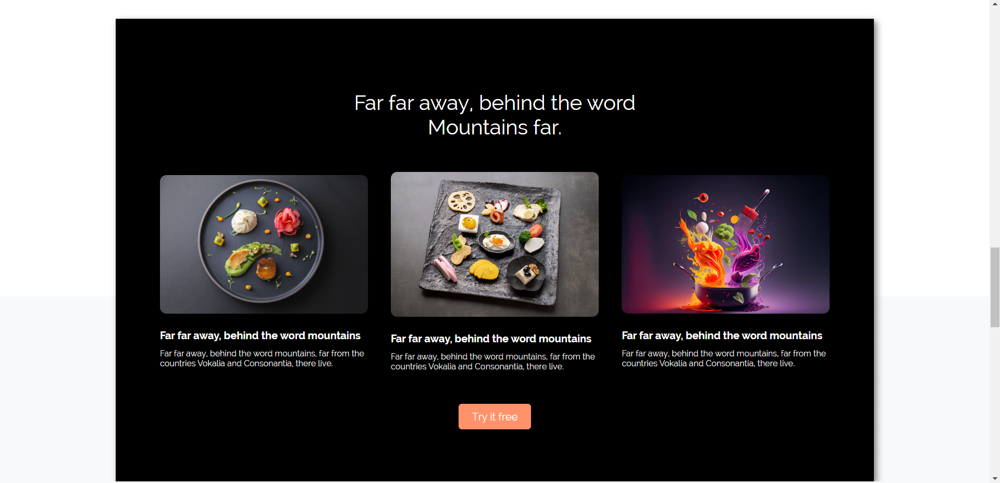 Far far away, behind the word
Mountains far.
Far far away, behind the word mountains
Far far away, behind the word mountains, far from the
countries Vokalia and Consonantia, there live.
Far far away, behind the word mountains
Far far away, behind the word mountains, far from the
countries Vokalia and Consonantia, there live.
Far far away, behind the word mountains
Far far away, behind the word mountains, far from the
countries Vokalia and Consonantia, there live.
Try it free